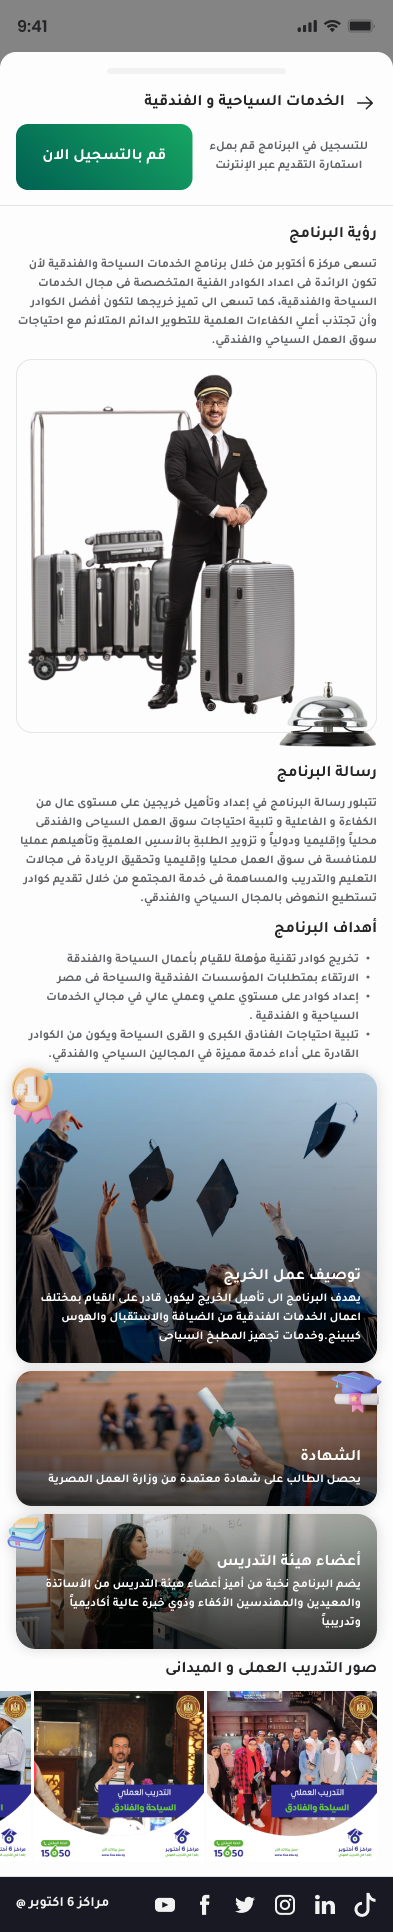 9:41
الخدمات السياحية و الفندقية
للتسجيل في البرنامج قم بملء
استمارة التقديم عبر الإنترنت
قم بالتسجيل الان
رؤية البرنامج
تسعى مركز 6 أكتوبر من خلال برنامج الخدمات السياحة والفندقية لأن
تكون الرائدة فى اعداد الكوادر الفنية المتخصصة فى مجال الخدمات
السياحة والفندقية، كما تسعى الى تميز خريجها لتكون أفضل الكوادر
وأن تجتذب أعلي الكفاءات العلمية للتطوير الدائم المتلائم مع احتياجات
سوق العمل السياحي والفندقي.
رسالة البرنامج
تتبلور رسالة البرنامج في إعداد وتأهيل خريجين على مستوى عال من
الكفاءة و الفاعلية و تلبية احتياجات سوق العمل السياحى والفندقى
محلياً وإقليميا ودولياً و تزويدِ الطلبةِ بالأسسِ العلميةِ وتأهيلهم عمليا
للمنافسة فى سوق العمل محليا وإقليميا وتحقيق الريادة فى مجالات
التعليم والتدريب والمساهمة فى خدمة المجتمع من خلال تقديم كوادر
تستطيع النهوض بالمجال السياحي والفندقي.
أهداف البرنامج
• تخريج كوادر تقنية مؤهلة للقيام بأعمال السياحة والفندقة
• الارتقاء بمتطلبات المؤسسات الفندقية والسياحة فى مصر
• إعداد كوادر على مستوي علمي وعملي عالي في مجالي الخدمات
السياحية و الفندقية .
• تلبية احتياجات الفنادق الكبرى و القرى السياحة ويكون من الكوادر
القادرة على أداء خدمة مميزة في المجالين السياحي والفندقي.
#1
توصيف عمل الخريج
يهدف البرنامج الى تأهيل الخريج ليكون قادر على القيام بمختلف
اعمال الخدمات الفندقية من الضيافة والاستقبال والهوس
كيبينج.وخدمات تجهيز المطبخ السياحى
الشهادة
يحصل الطالب على شهادة معتمدة من وزارة العمل المصرية
أعضاء هيئة التدريس
يضم البرنامج نخبة من أميز أعضاء هيئة التدريس من الأساتذة
والمعيدين والمهندسين الأكفاء وذوي خبرة عالية أكاديمياً
وتدريبياً
صور التدريب العملى و الميدانى
التدريب العملي
السياحة والفنادق
مراكز 6 أكتوبر
15650
التدريب العملي
السياحة والفنادق
مراكز 6 أكتوبر
15650
مراكز 6 اكتوبر @